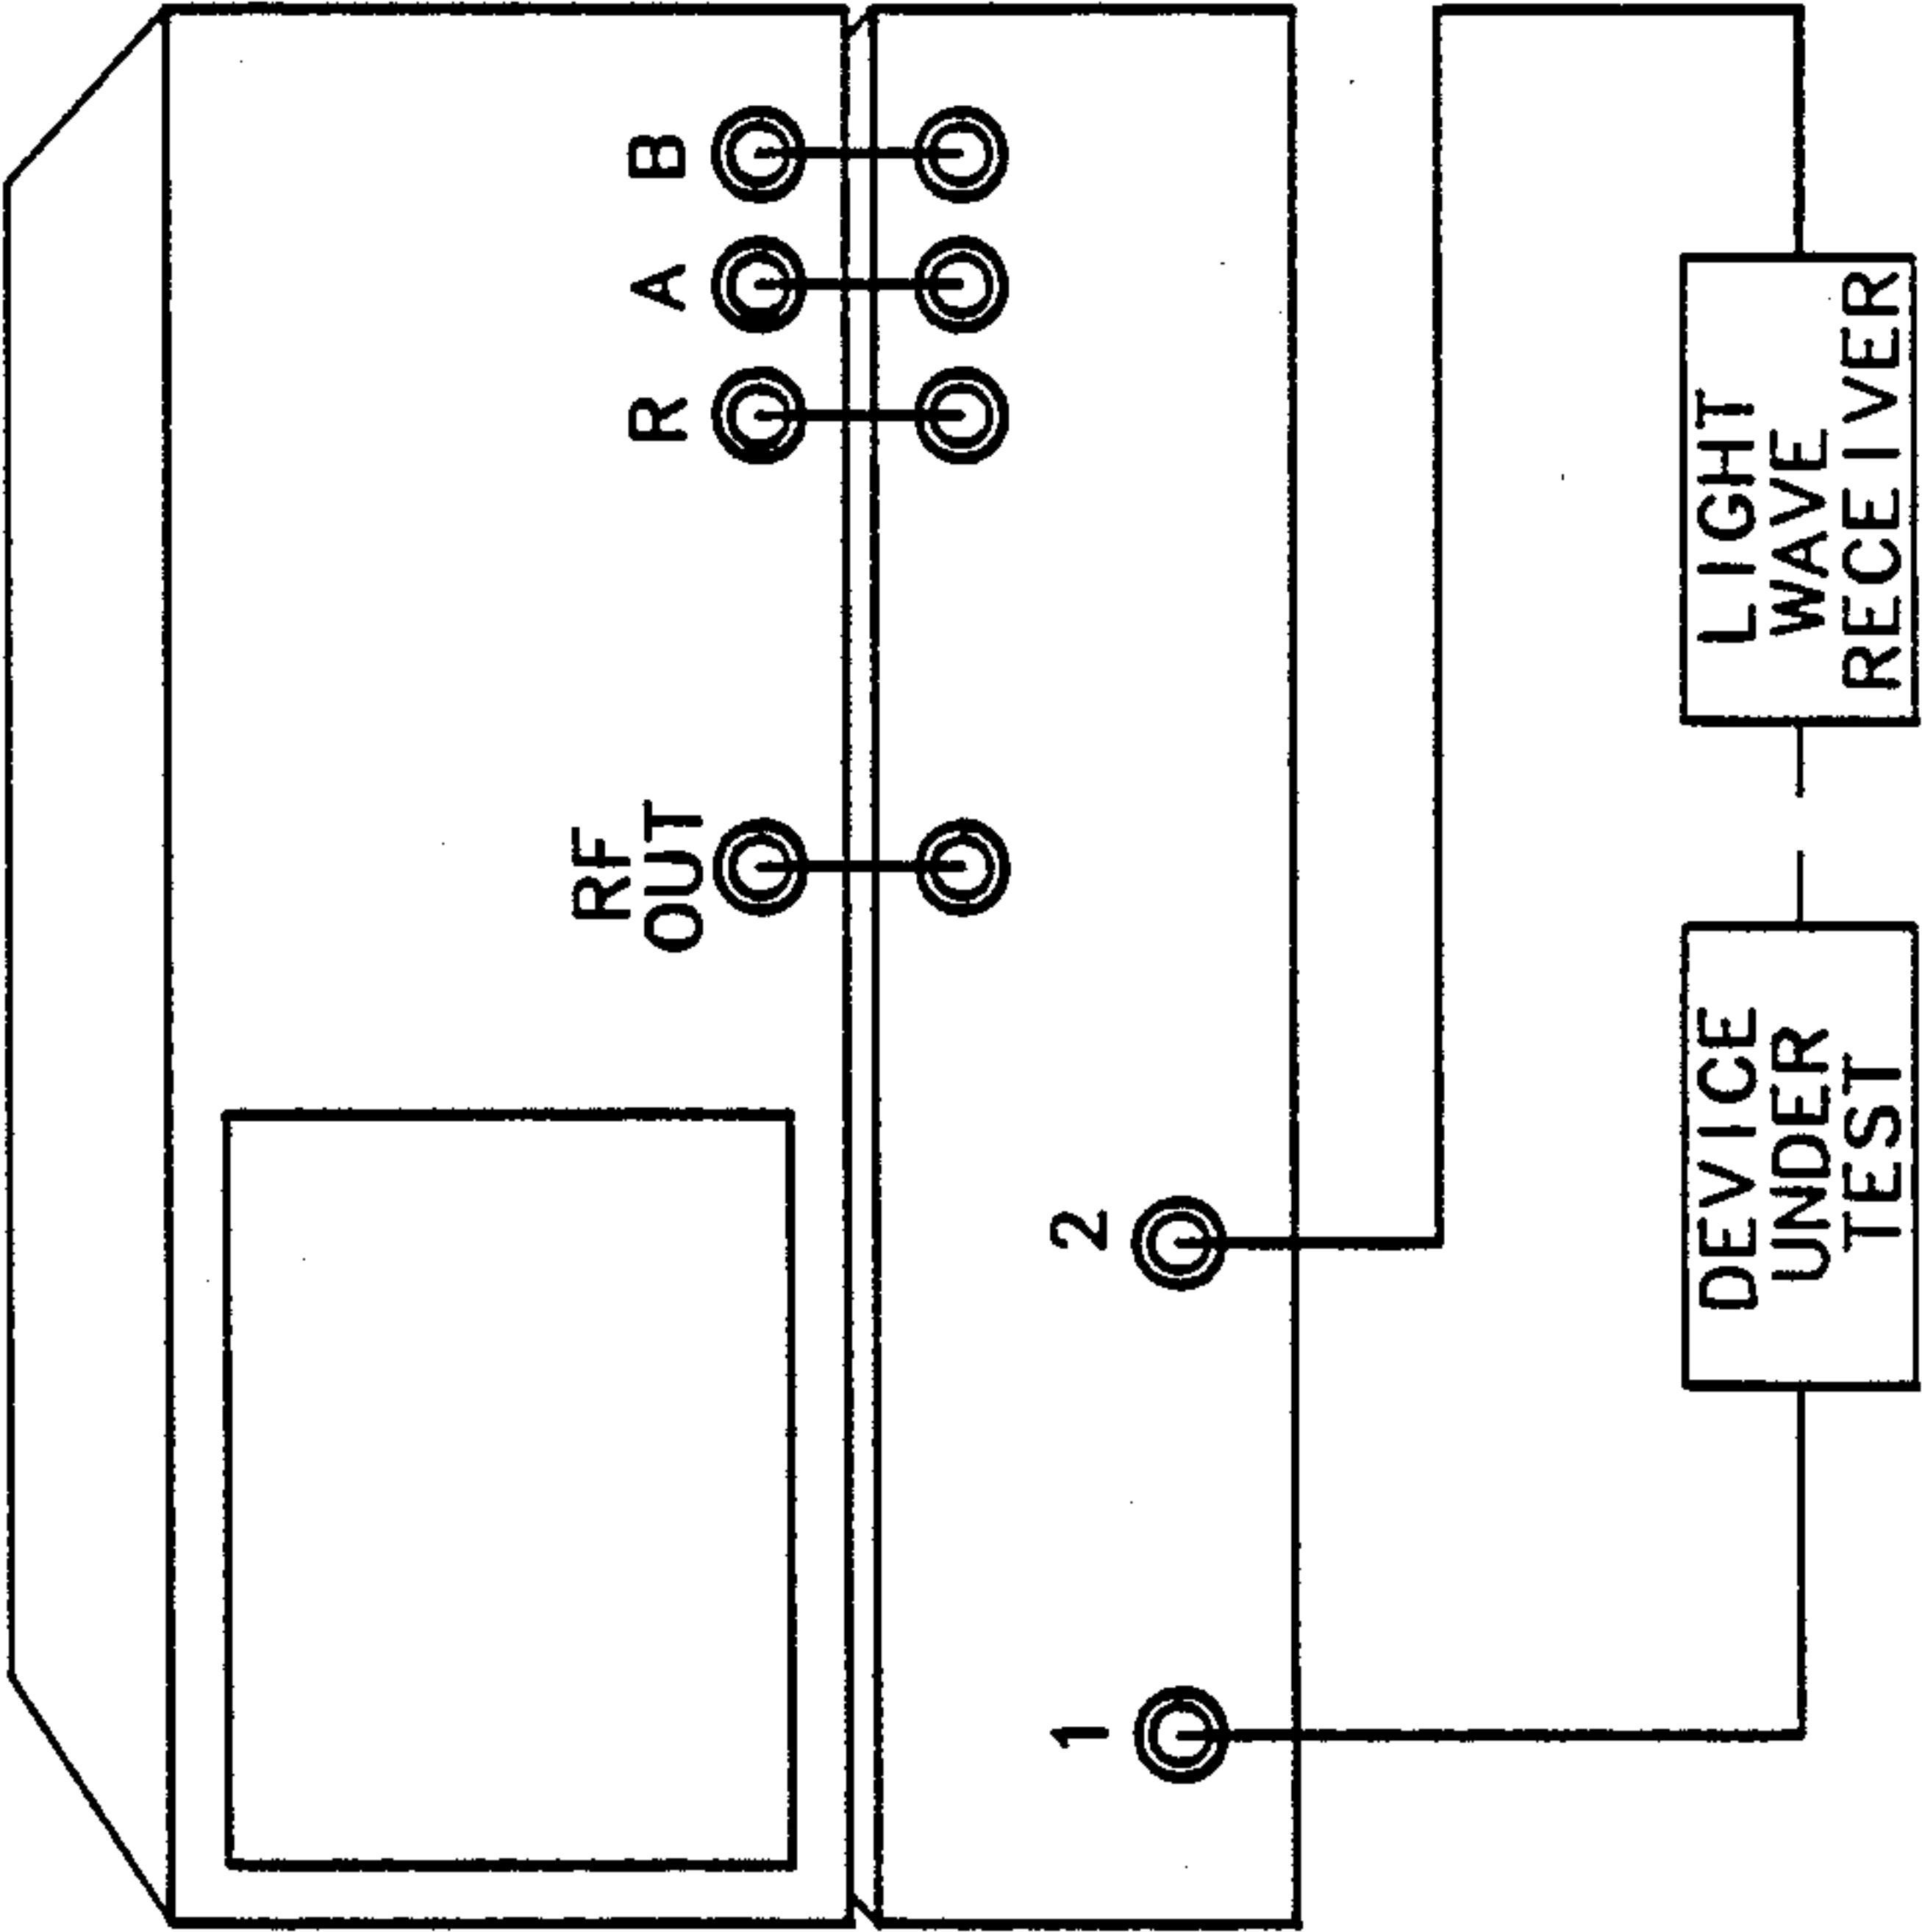 RF
OUT
R
A
B
1
2
DEVICE
UNDER
TEST
LIGHT
WAVE
RECEIVER